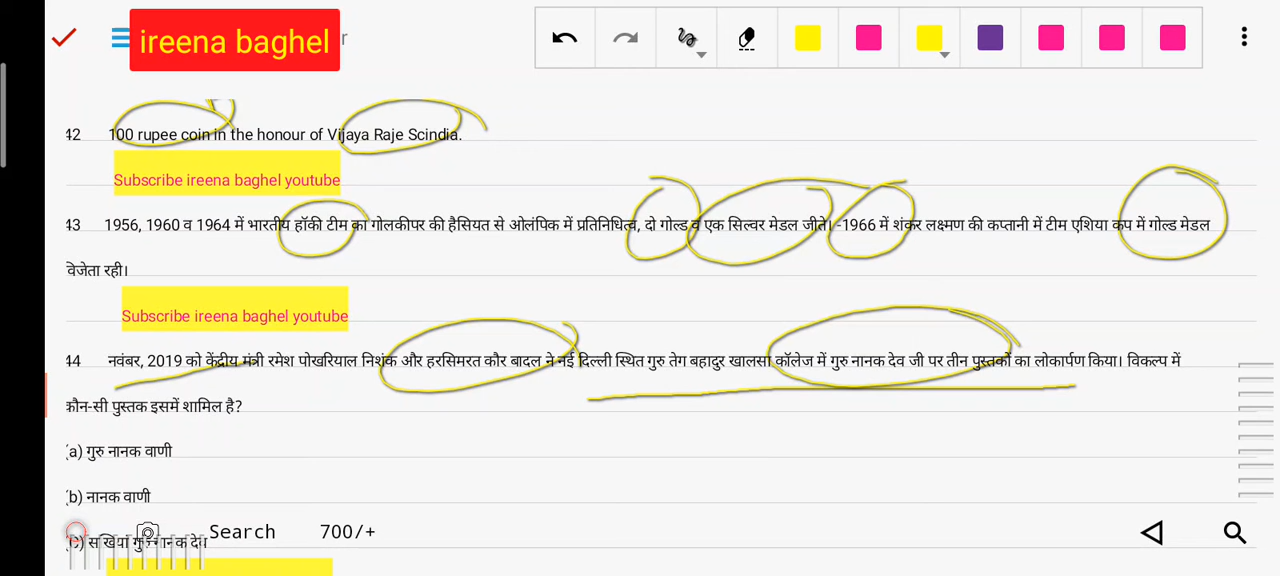 ireena baghel r
42 100 rupee coin in the honour of Vijaya Raje Scindia.
Subscribe ireena baghel youtube
43 1956, 1960 व 1964 में भारतीय हॉकी टीम का गोलकीपर की हैसियत से ओलंपिक में प्रतिनिधित्व, दो गोल्ड व एक सिल्वर मेडल जीते। -1966 में शंकर लक्ष्मण की कप्तानी में टीम एशिया कप में गोल्ड मेडल
विजेता रही।
Subscribe ireena baghel youtube
44 नवंबर, 2019 को केंद्रीय मंत्री रमेश पोखरियाल निशंक और हरसिमरत कौर बादल ने नई दिल्ली स्थित गुरु तेग बहादुर खालसा कॉलेज में गुरु नानक देव जी पर तीन पुस्तकों का लोकार्पण किया। विकल्प में
कौन-सी पुस्तक इसमें शामिल है?
(a) गुरु नानक वाणी
(b) नानक वाणी
Search 700/+
सखियां गुरु नानक देव